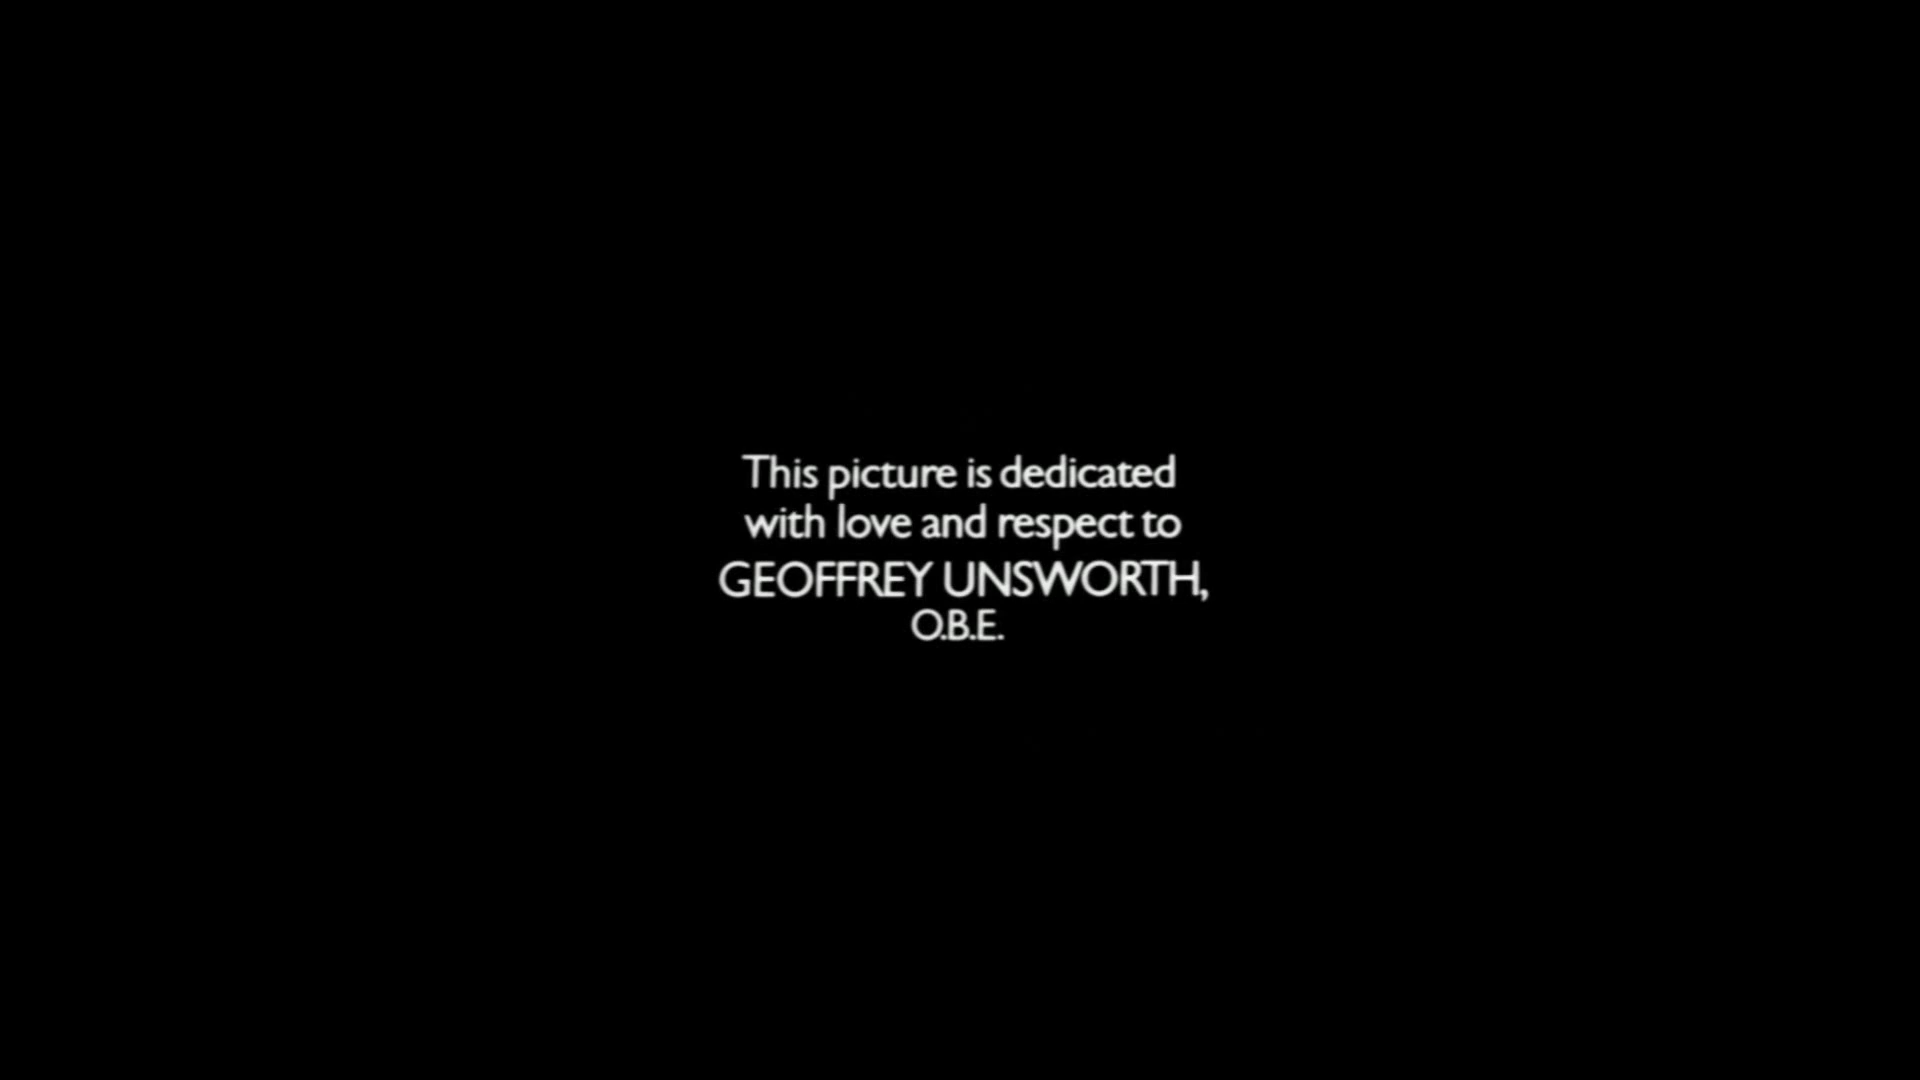 This picture is dedicated
with love and respect to
GEOFFREY UNSWORTH,
O.B.E.